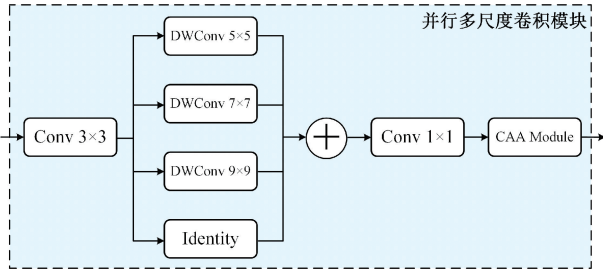 并行多尺度卷积模块
DWConv 5×5
DWConv 7×7
Conv 3×3
Conv 1×1
CAA Module
DWConv 9×9
Identity